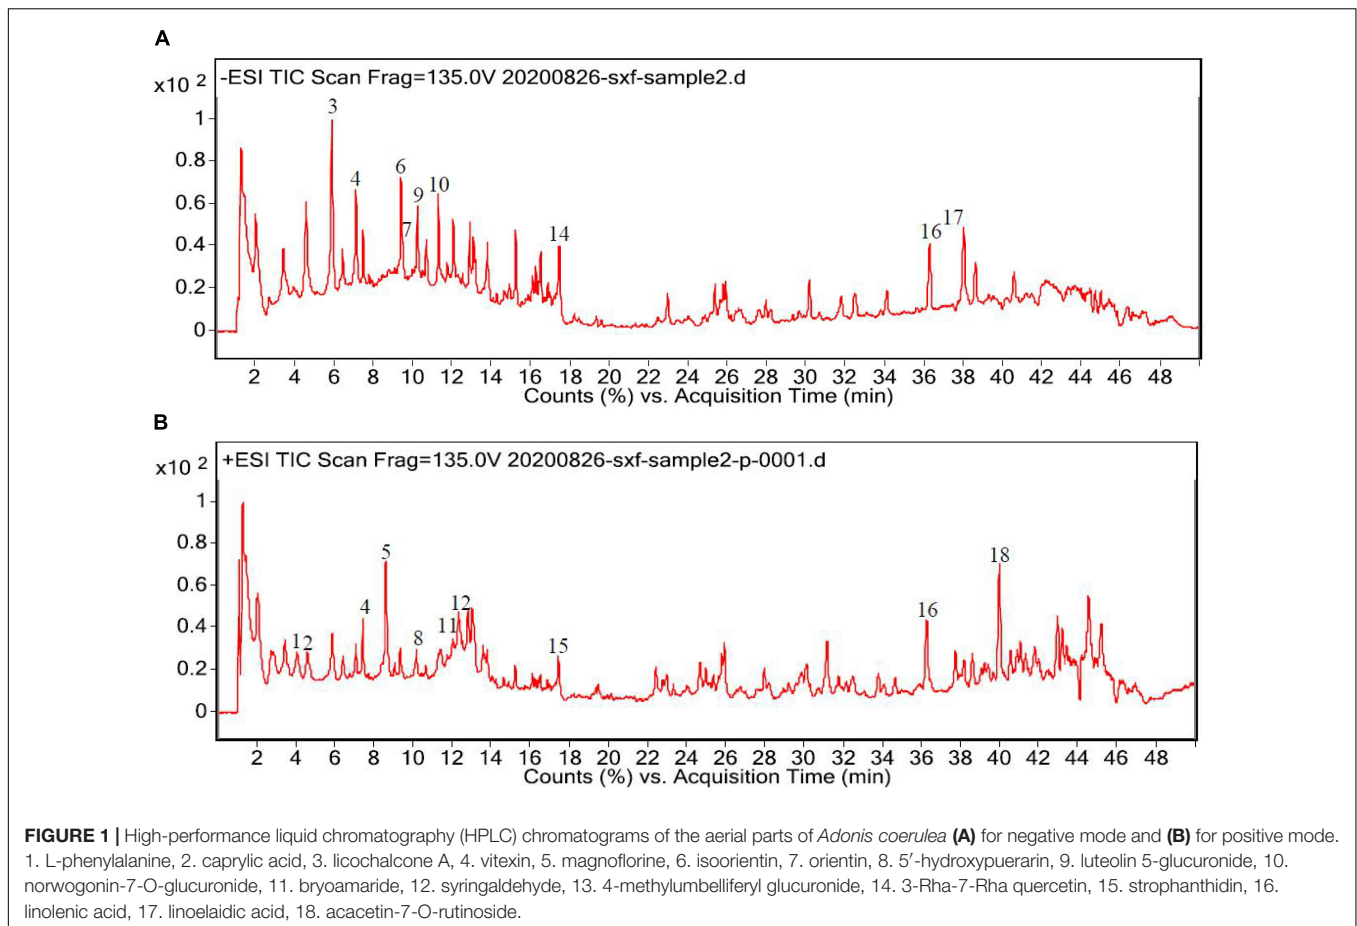 A
x10 2
-ESI TIC Scan Frag=135.0V 20200826-sxf-sample2.d
3
1
0.8
6
4
10
9
0.6
7
17
14
16
0.4
0.2
0
2 4 6 8 10 12 14 16 18 20 22 24 26 28 30 32 34 36 38 40 42 44 46 48
Counts (%) vs. Acquisition Time (min)
B
x10 2
+ESI TIC Scan Frag=135.0V 20200826-sxf-sample2-p-0001.d
1
5
18
0.8
0.6
4
12
16
11
0.4
12
8
15
0.2
0
2 4 6 8 10 12 14 16 18 20 22 24 26 28 30 32 34 36 38 40 42 44 46 48
Counts (%) vs. Acquisition Time (min)
FIGURE 1 | High-performance liquid chromatography (HPLC) chromatograms of the aerial parts of Adonis coerulea (A) for negative mode and (B) for positive mode.
1. L-phenylalanine, 2. caprylic acid, 3. licochalcone A, 4. vitexin, 5. magnoflorine, 6. isoorientin, 7. orientin, 8. 5′-hydroxypuerarin, 9. luteolin 5-glucuronide, 10.
norwogonin-7-O-glucuronide, 11. bryoamaride, 12. syringaldehyde, 13. 4-methylumbelliferyl glucuronide, 14. 3-Rha-7-Rha quercetin, 15. strophanthidin, 16.
linolenic acid, 17. linoelaidic acid, 18. acacetin-7-O-rutinoside.